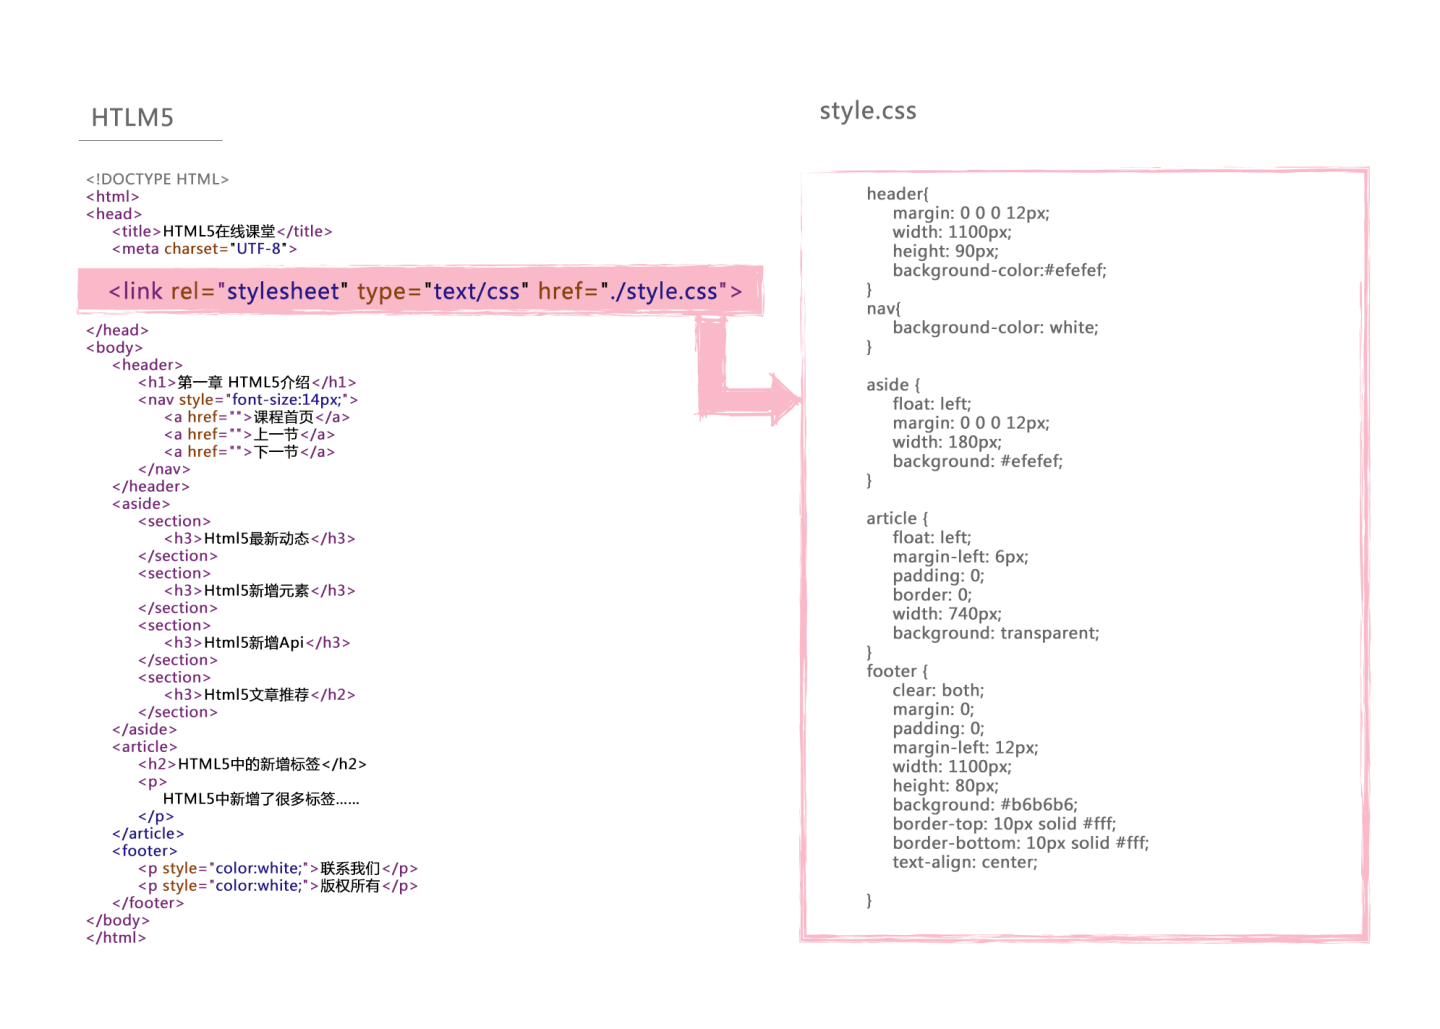 HTLM5
<!DOCTYPE HTML>
<html>
<head>
<title>HTML5在线课堂</title>
<meta charset="UTF-8">
<link rel="stylesheet" type="text/css" href="./style.css">
</head>
<body>
<header>
<h1>第一章 HTML5介绍</h1>
<nav style="font-size:14px;">
<a href="">课程首页</a>
<a href="">上一节</a>
<a href="">下一节</a>
</nav>
</header>
<aside>
<section>
<h3>Html5最新动态</h3>
</section>
<section>
<h3>Html5新增元素</h3>
</section>
<section>
<h3>Html5新增Api</h3>
</section>
<section>
<h3>Html5文章推荐</h2>
</section>
</aside>
<article>
<h2>HTML5中的新增标签</h2>
<p>
HTML5中新增了很多标签......
</p>
</article>
<footer>
<p style="color:white;">联系我们</p>
<p style="color:white;">版权所有</p>
</footer>
</body>
</html>
style.css
header{
margin: 0 0 0 12px;
width: 1100px;
height: 90px;
background-color:#efefef;
}
nav{
background-color: white;
}
aside {
float: left;
margin: 0 0 0 12px;
width: 180px;
background: #efefef;
}
article {
float: left;
margin-left: 6px;
padding: 0;
border: 0;
width: 740px;
background: transparent;
}
footer {
clear: both;
margin: 0;
padding: 0;
margin-left: 12px;
width: 1100px;
height: 80px;
background: #b6b6b6;
border-top: 10px solid #fff;
border-bottom: 10px solid #fff;
text-align: center;
}